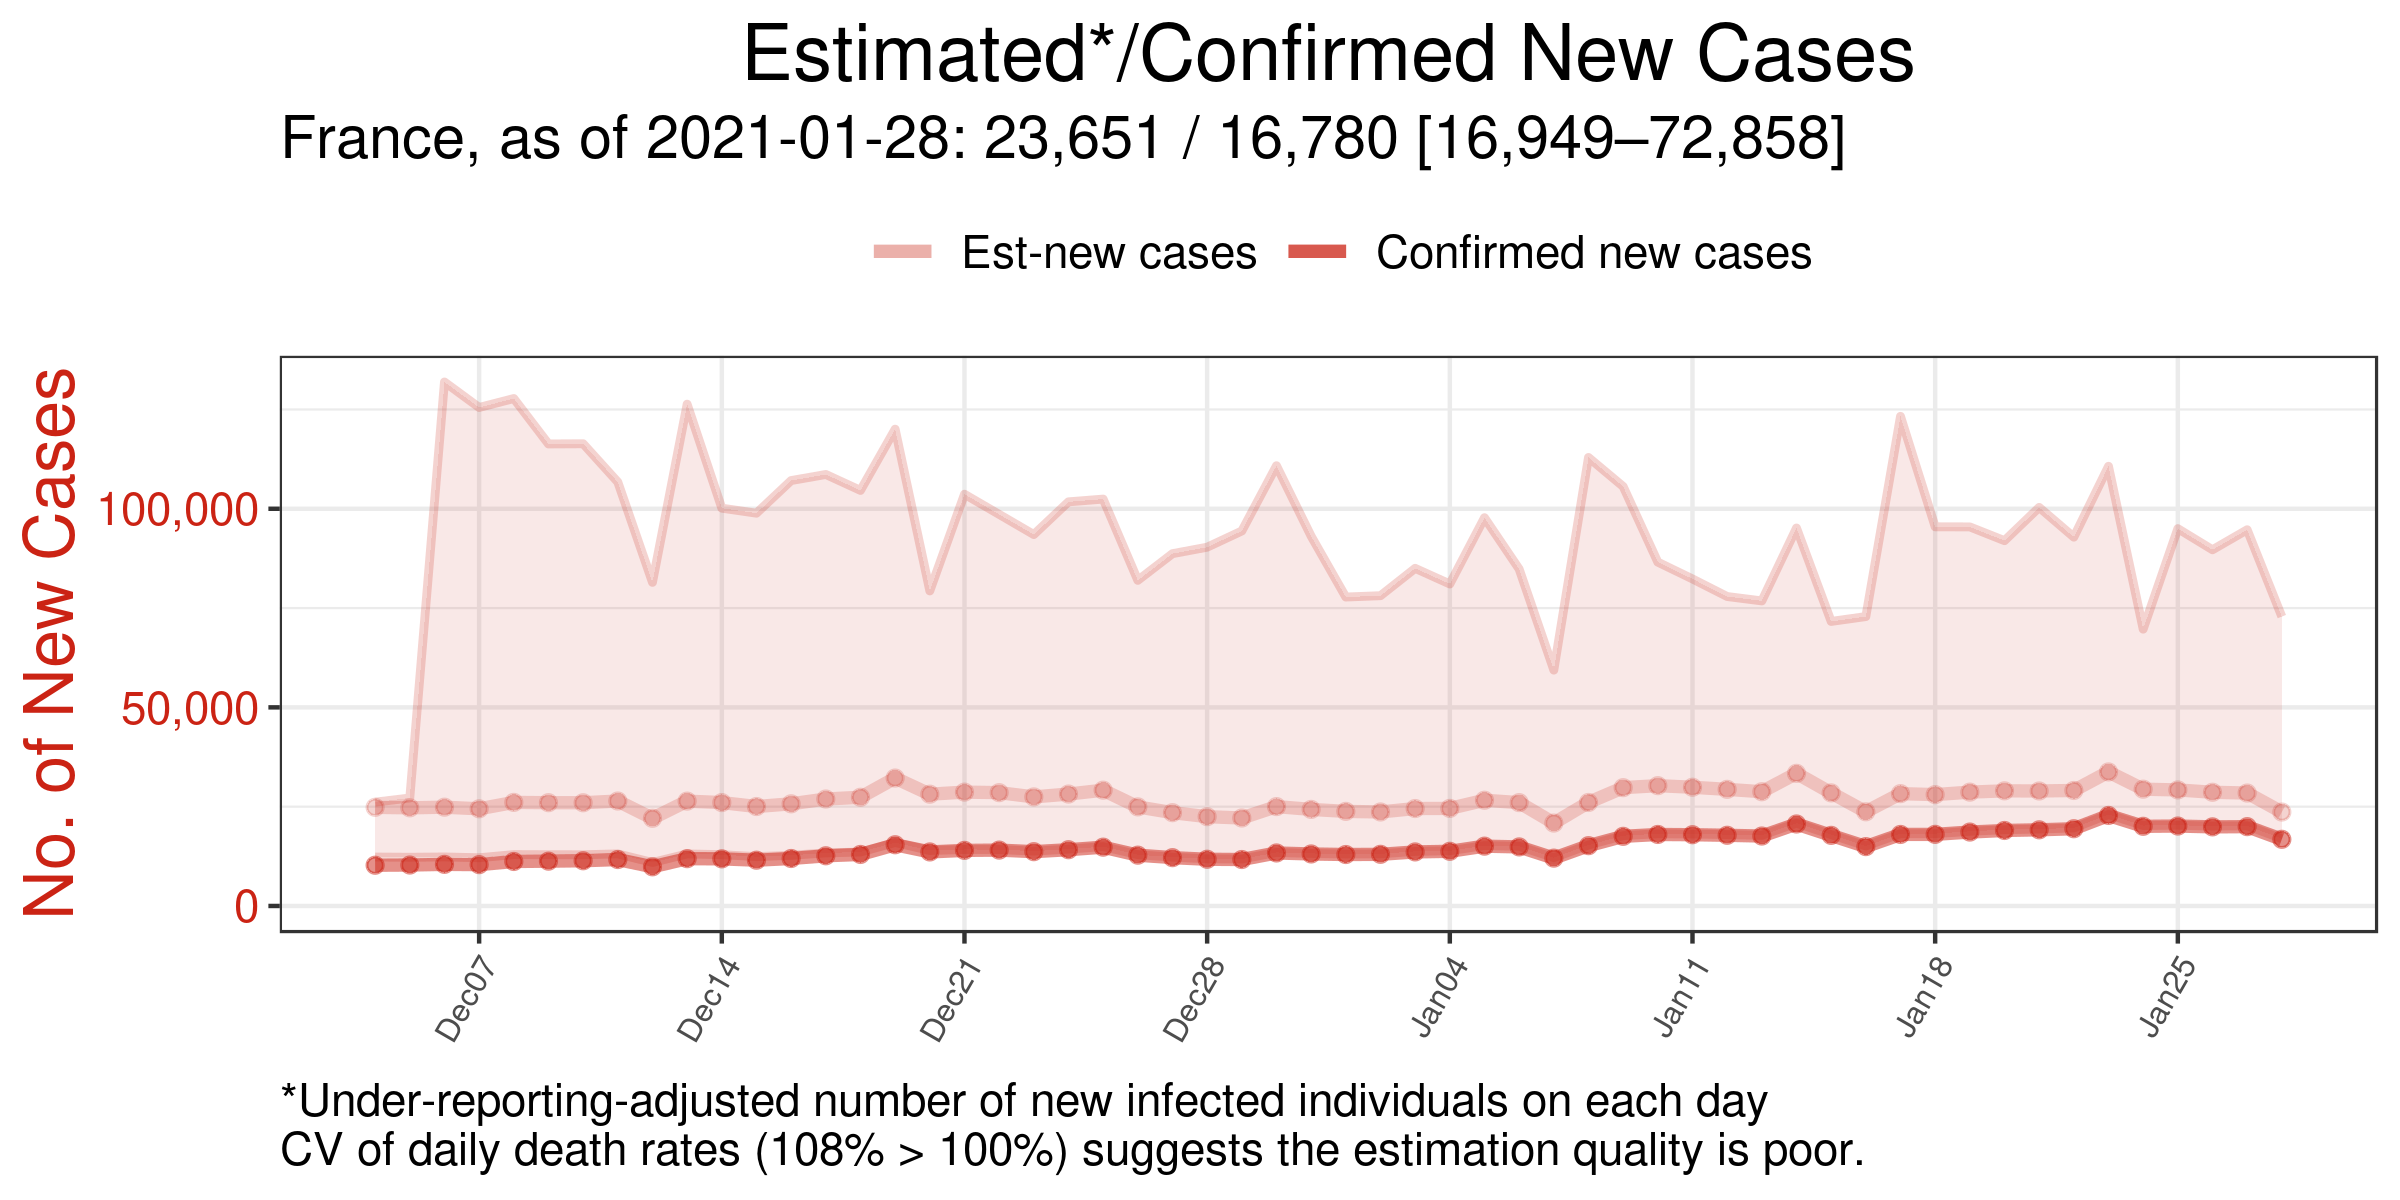 Estimated*/Confirmed New Cases
France, as of 2021-01-28: 23,651 / 16,780 [16,949–72,858]
Est-new cases
Confirmed new cases
No. of New Cases
100,000
50,000
0
Dec07
Dec14
Dec21
Dec28
Jan04
Jan11
Jan18
Jan25
*Under-reporting-adjusted number of new infected individuals on each day
CV of daily death rates (108% > 100%) suggests the estimation quality is poor.